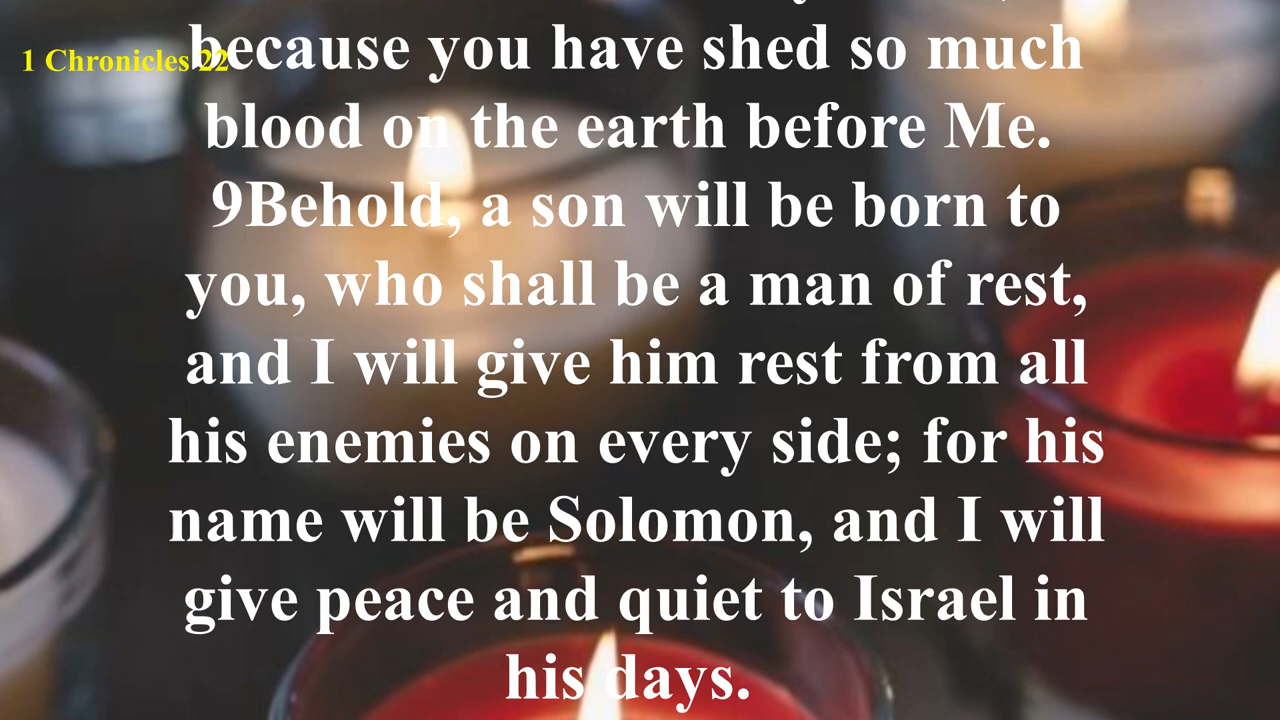 1 Chronicles 22
because you have shed so much
blood on the earth before Me.
9Behold, a son will be born to
you, who shall be a man of rest,
and I will give him rest from all
his enemies on every side; for his
name will be Solomon, and I will
give peace and quiet to Israel in
his days.